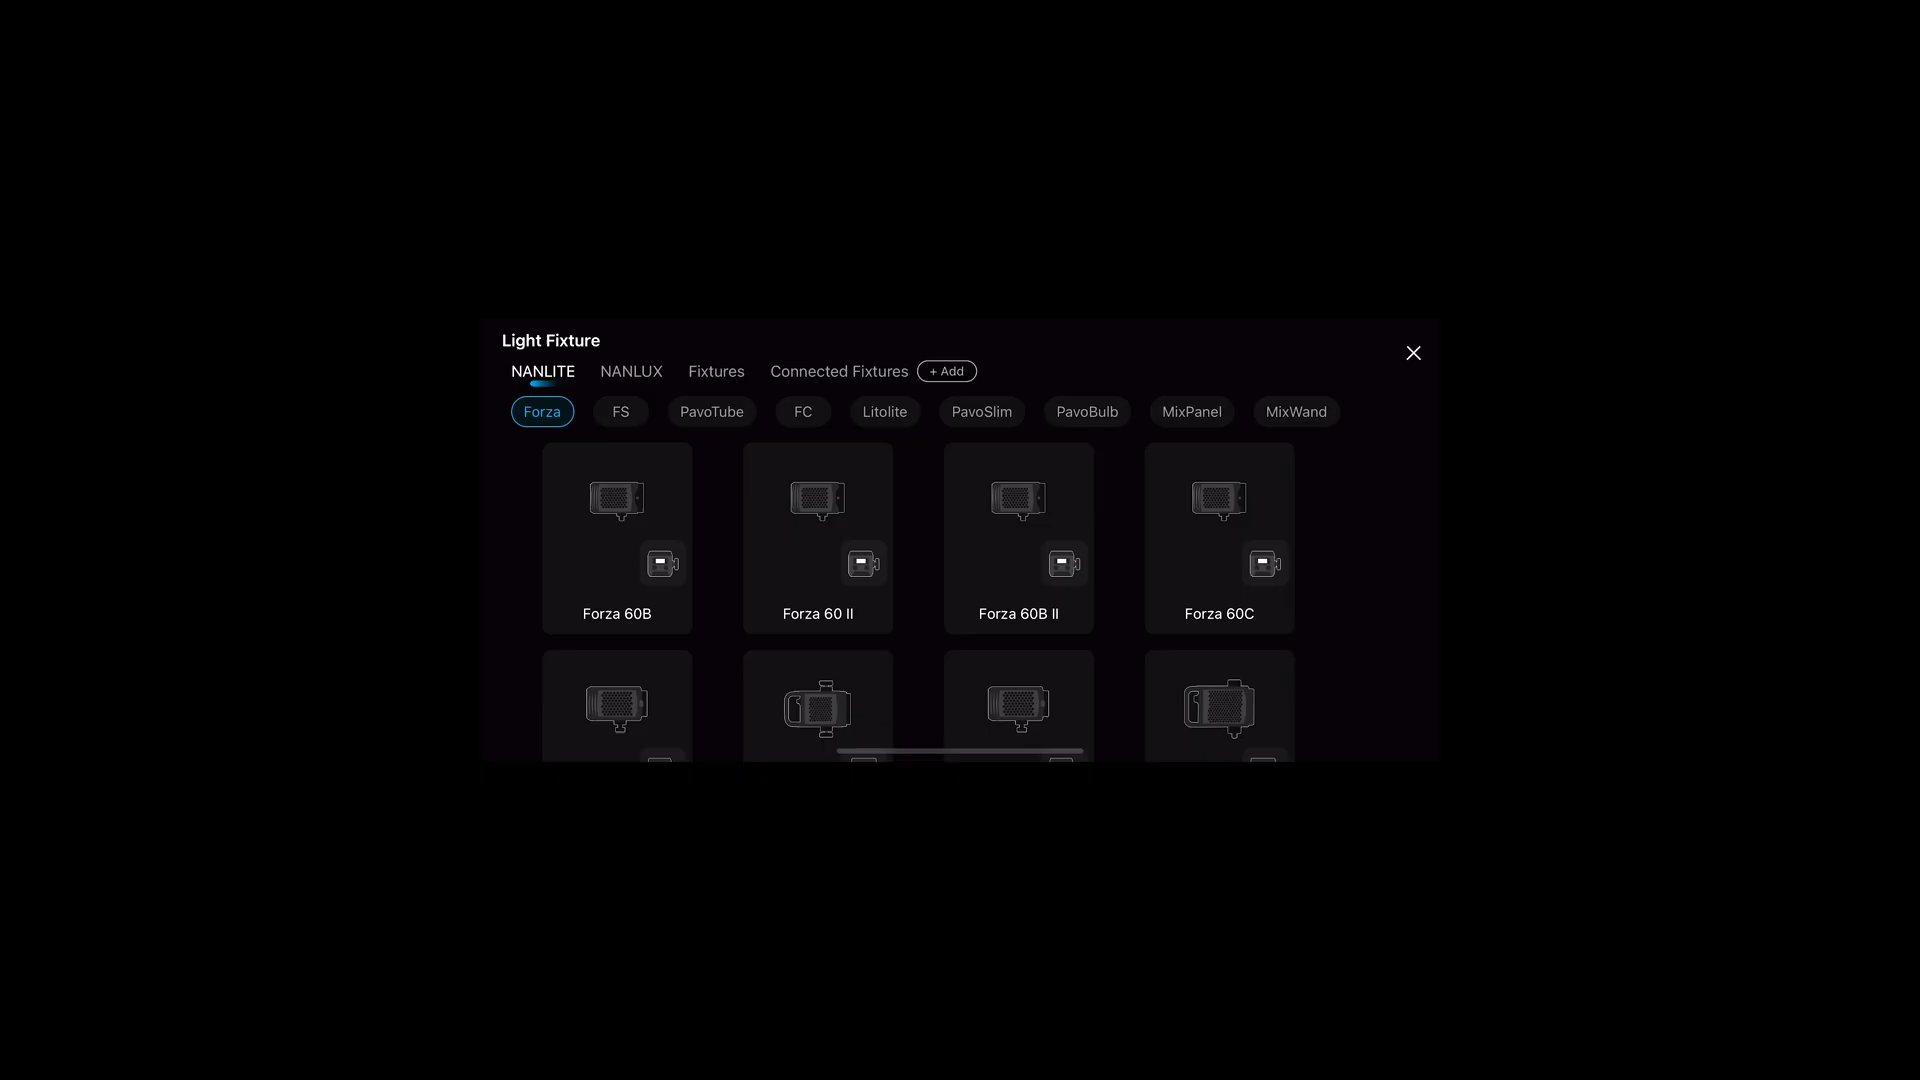 Light Fixture
NANLITE NANLUX Fixtures Connected Fixtures + Add
Forza FS PavoTube FC Litolite PavoSlim PavoBulb MixPanel MixWand
Forza 60B Forza 60 II Forza 60B II Forza 60C